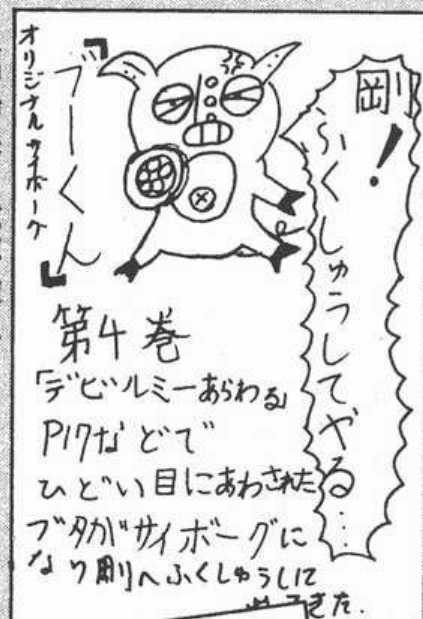 剛！
ふくしゅうしてやる…
オリジナルサイボーグ
『ブーくん』
第4巻
「デビルミーあらわる」
P17などで
ひどい目にあわされた
ブタがサイボーグに
なり剛へふくしゅうしに
きた.